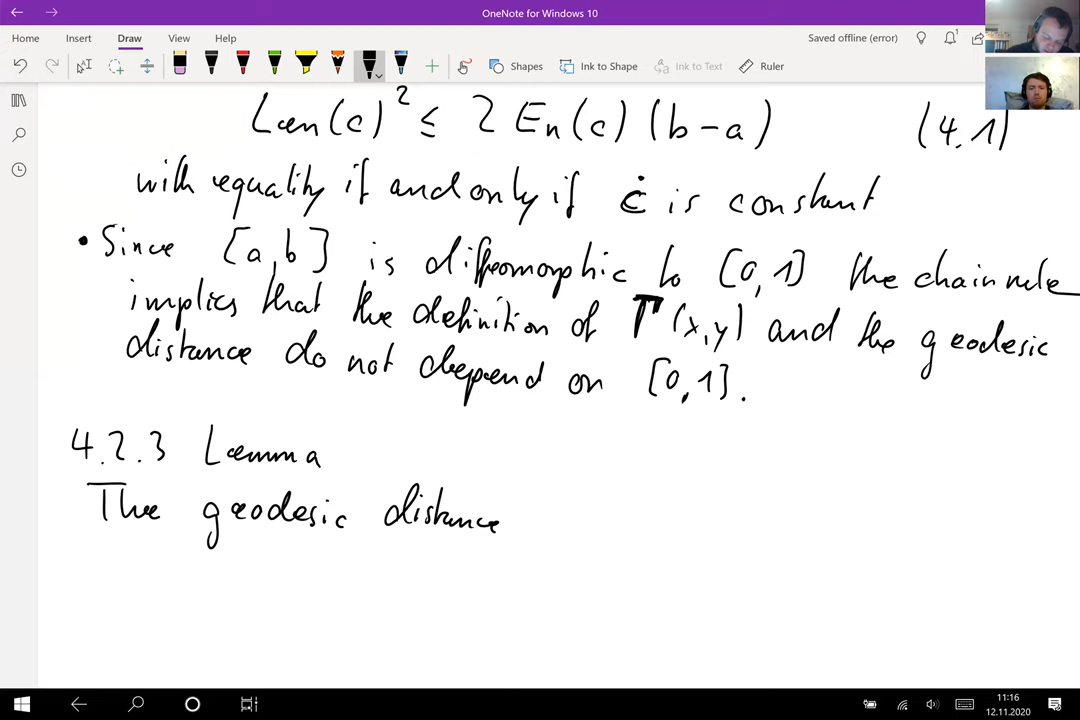 OneNote for Windows 10
Home Insert Draw View Help Saved offline (error)
Shapes Ink to Shape Ink to Text Ruler
Len(c)² ≤ 2 En(c) (b-a) (4.1)
with equality if and only if ċ is constant
• Since [a,b] is diffeomorphic to [0,1] the chain rule
implies that the definition of Γ(x,y) and the geodesic
distance do not depend on [0,1].
4.2.3 Lemma
The geodesic distance
11:16
12.11.2020